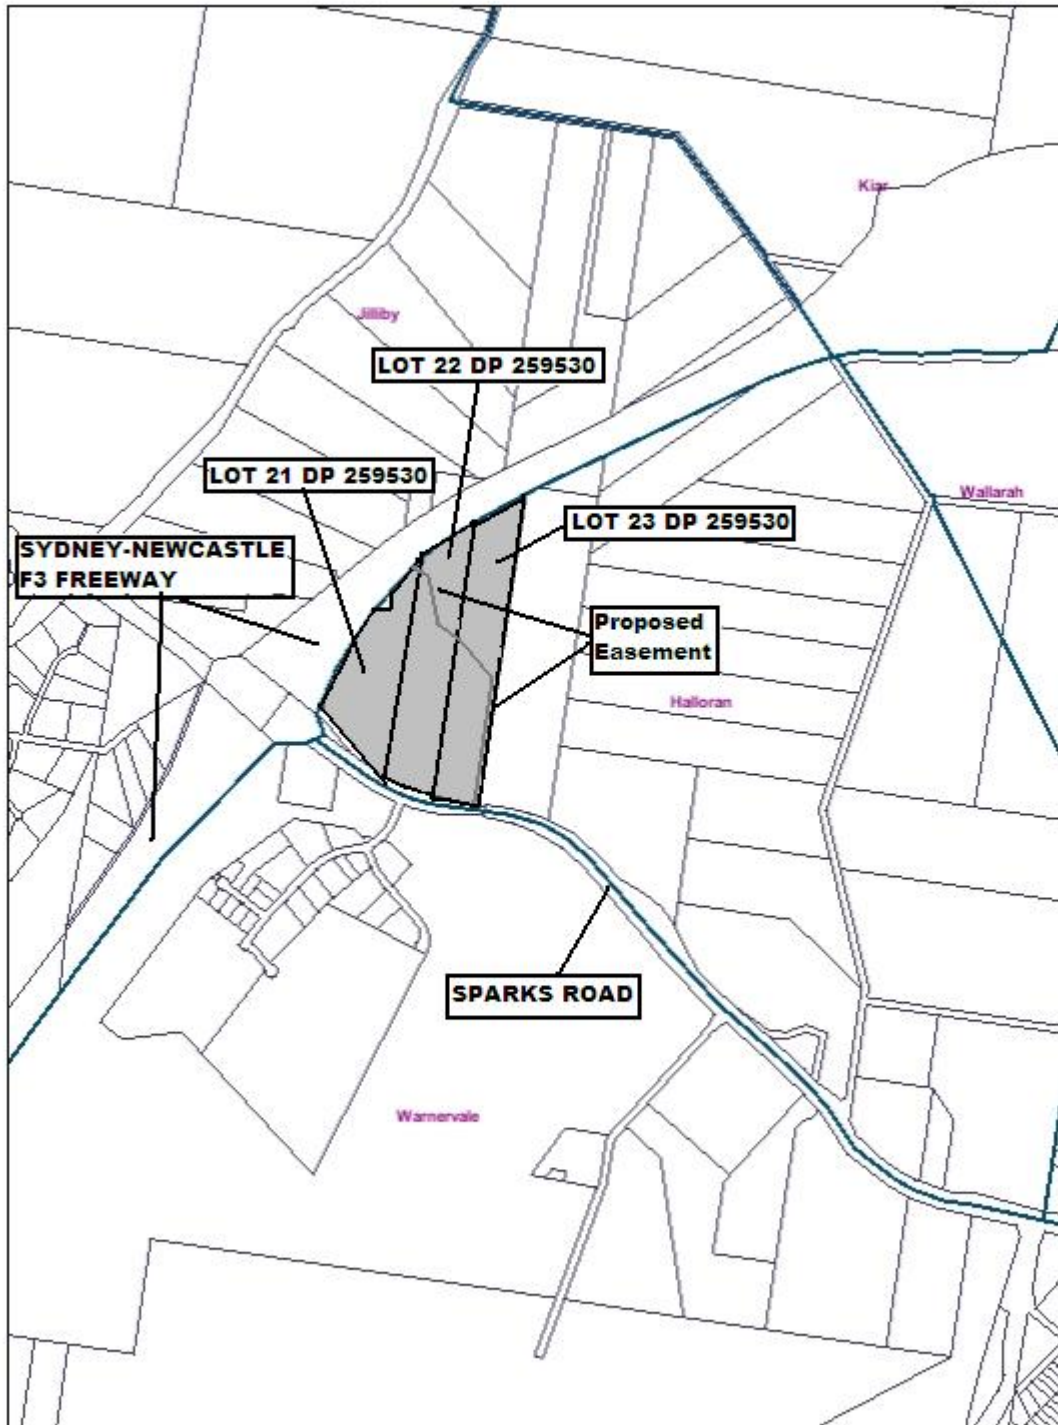 Kiar
Jilliby
LOT 22 DP 259530
LOT 21 DP 259530
Wallarah
LOT 23 DP 259530
SYDNEY-NEWCASTLE
F3 FREEWAY
Proposed
Easement
Halloran
SPARKS ROAD
Warnervale